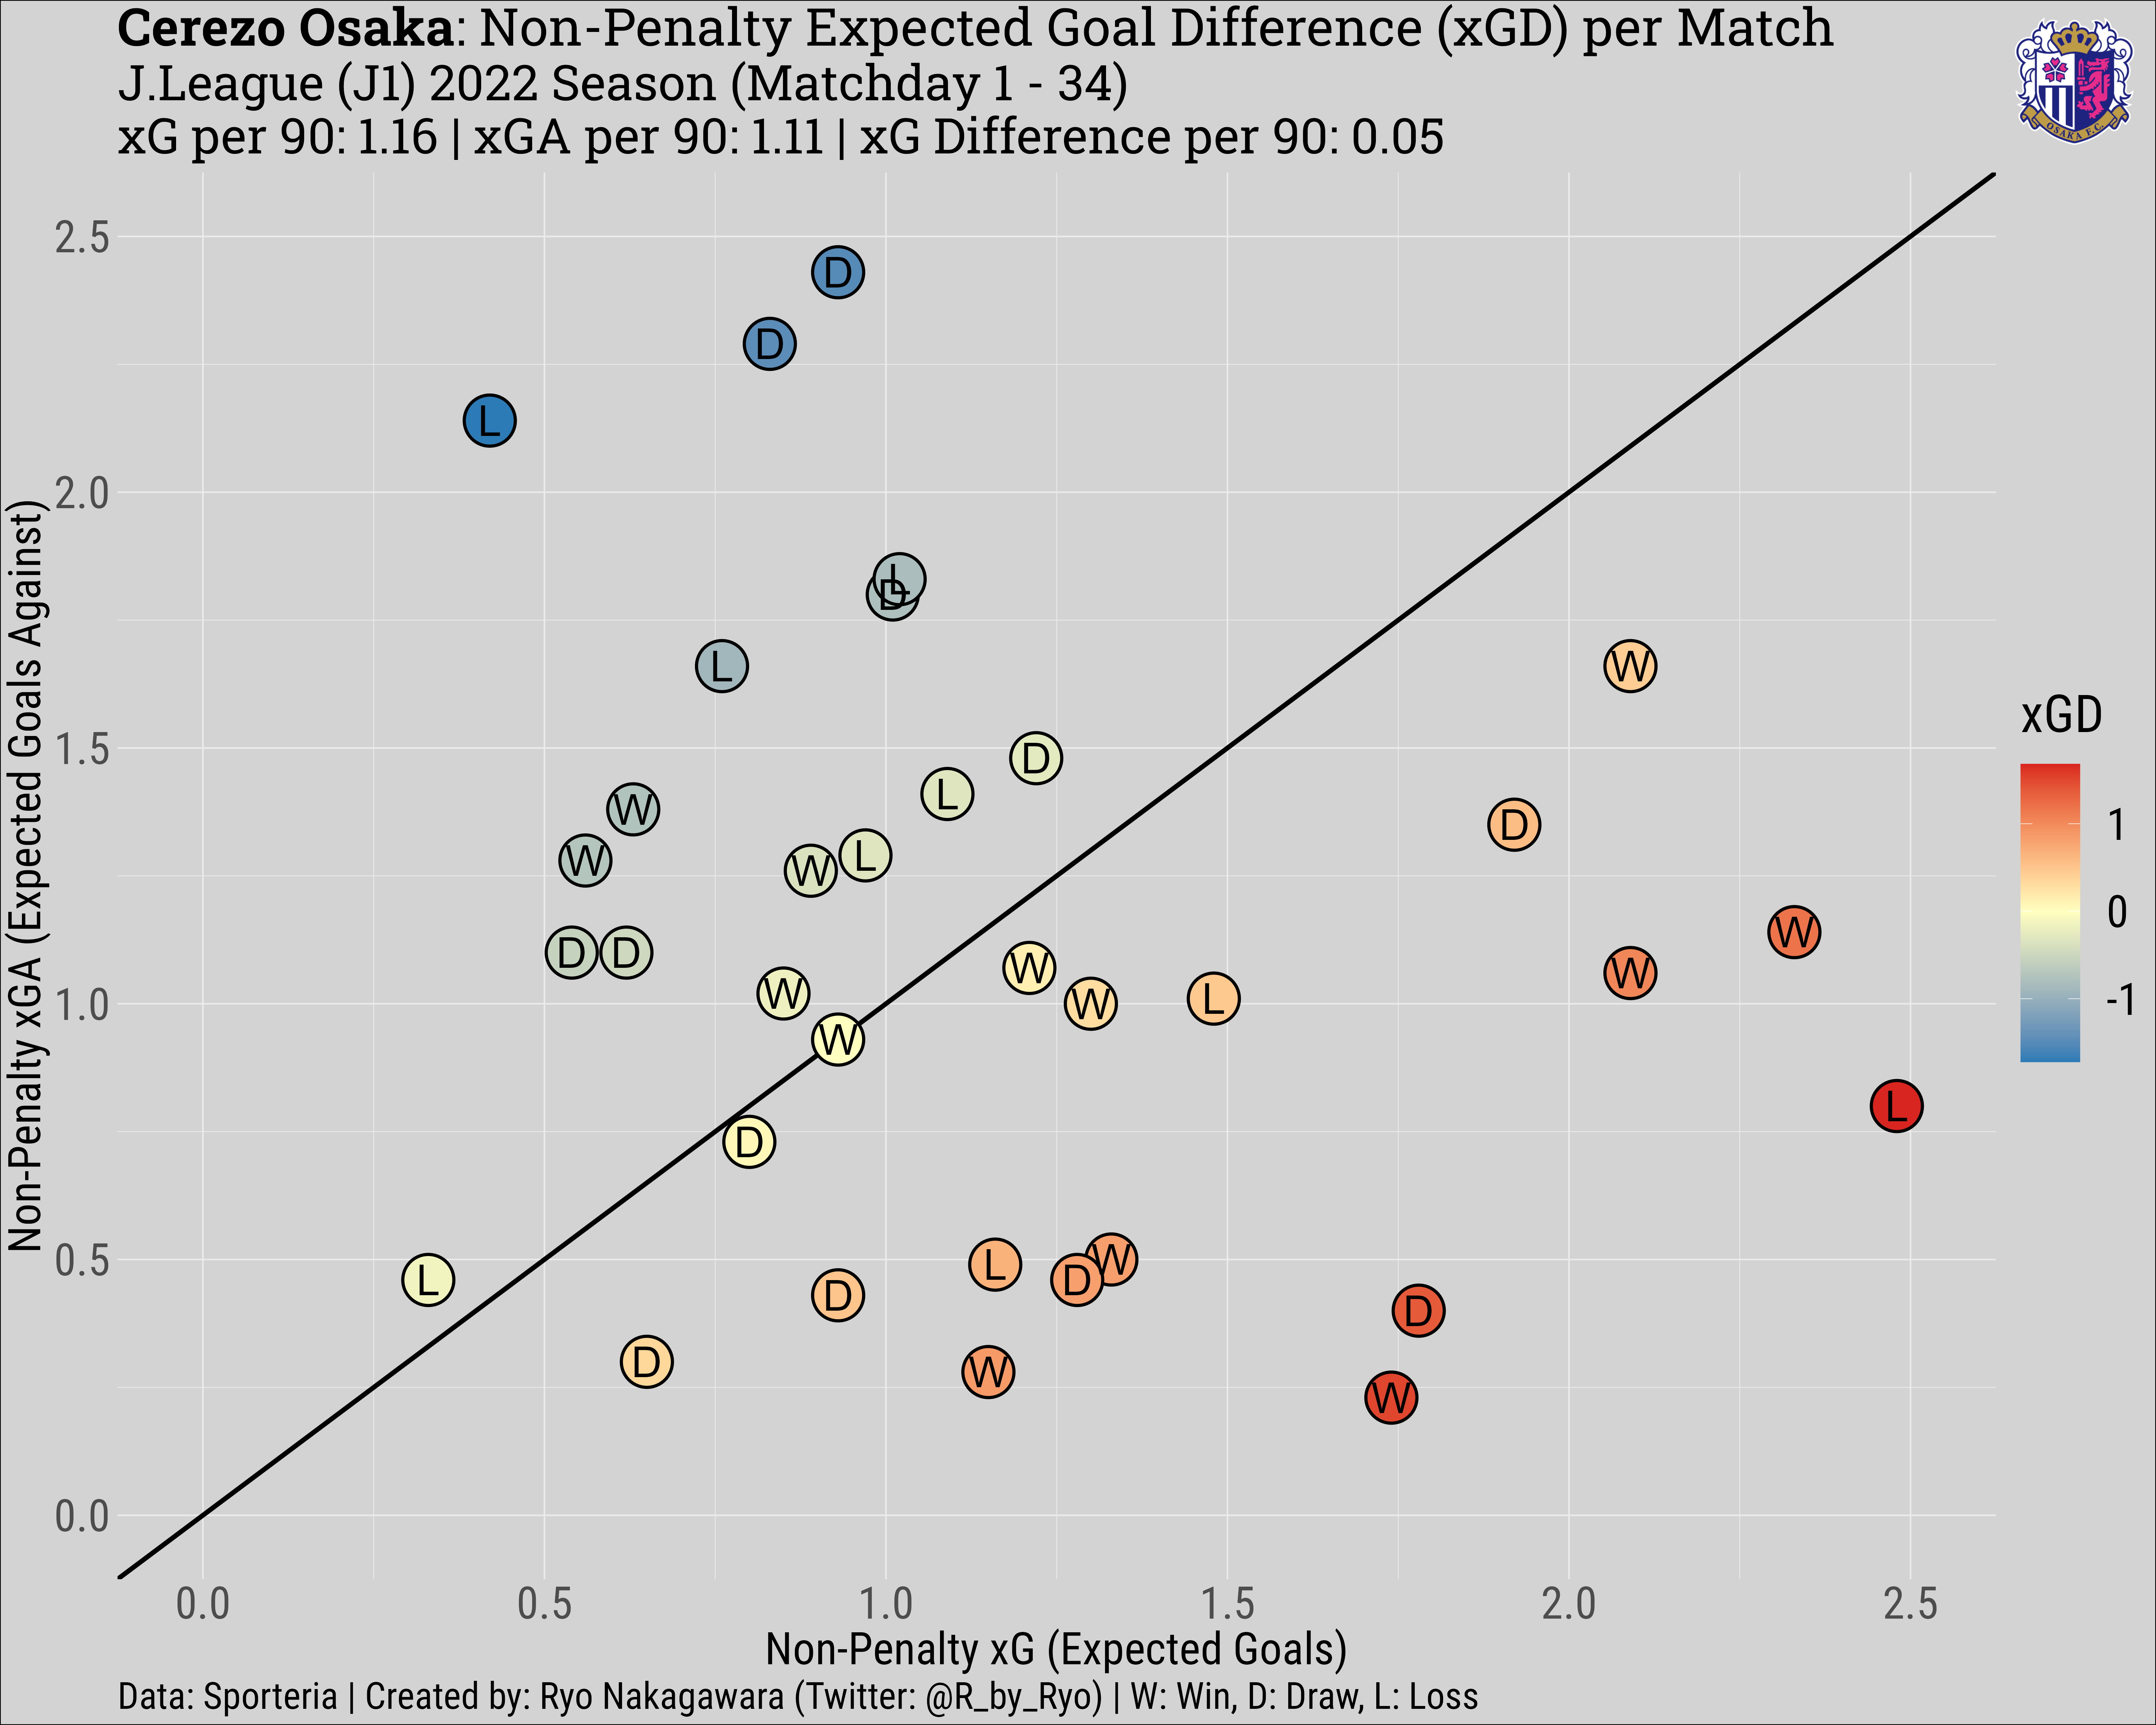 Cerezo Osaka: Non-Penalty Expected Goal Difference (xGD) per Match
J.League (J1) 2022 Season (Matchday 1 - 34)
xG per 90: 1.16 | xGA per 90: 1.11 | xG Difference per 90: 0.05
OSAKA F.C.
Non-Penalty xGA (Expected Goals Against)
2.5
2.0
1.5
1.0
0.5
0.0
D
D
L
L
D
L
W
D
L
D
W
L
W
W
W
D
D
W
W
W
L
W
W
W
L
D
L
L
W
D
D
D
D
W
W
xGD
1
0
-1
0.0
0.5
1.0
1.5
2.0
2.5
Non-Penalty xG (Expected Goals)
Data: Sporteria | Created by: Ryo Nakagawara (Twitter: @R_by_Ryo) | W: Win, D: Draw, L: Loss